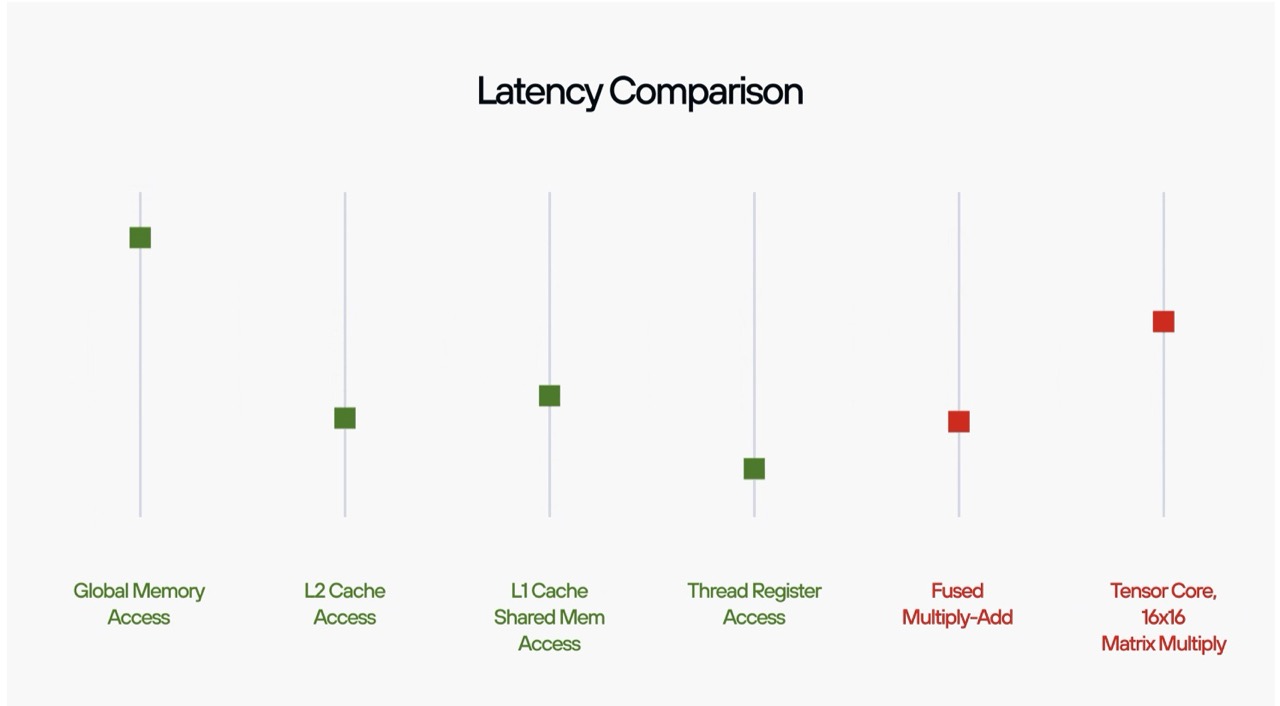 Latency Comparison
Global Memory
Access
L2 Cache
Access
L1 Cache
Shared Mem
Access
Thread Register
Access
Fused
Multiply-Add
Tensor Core,
16x16
Matrix Multiply